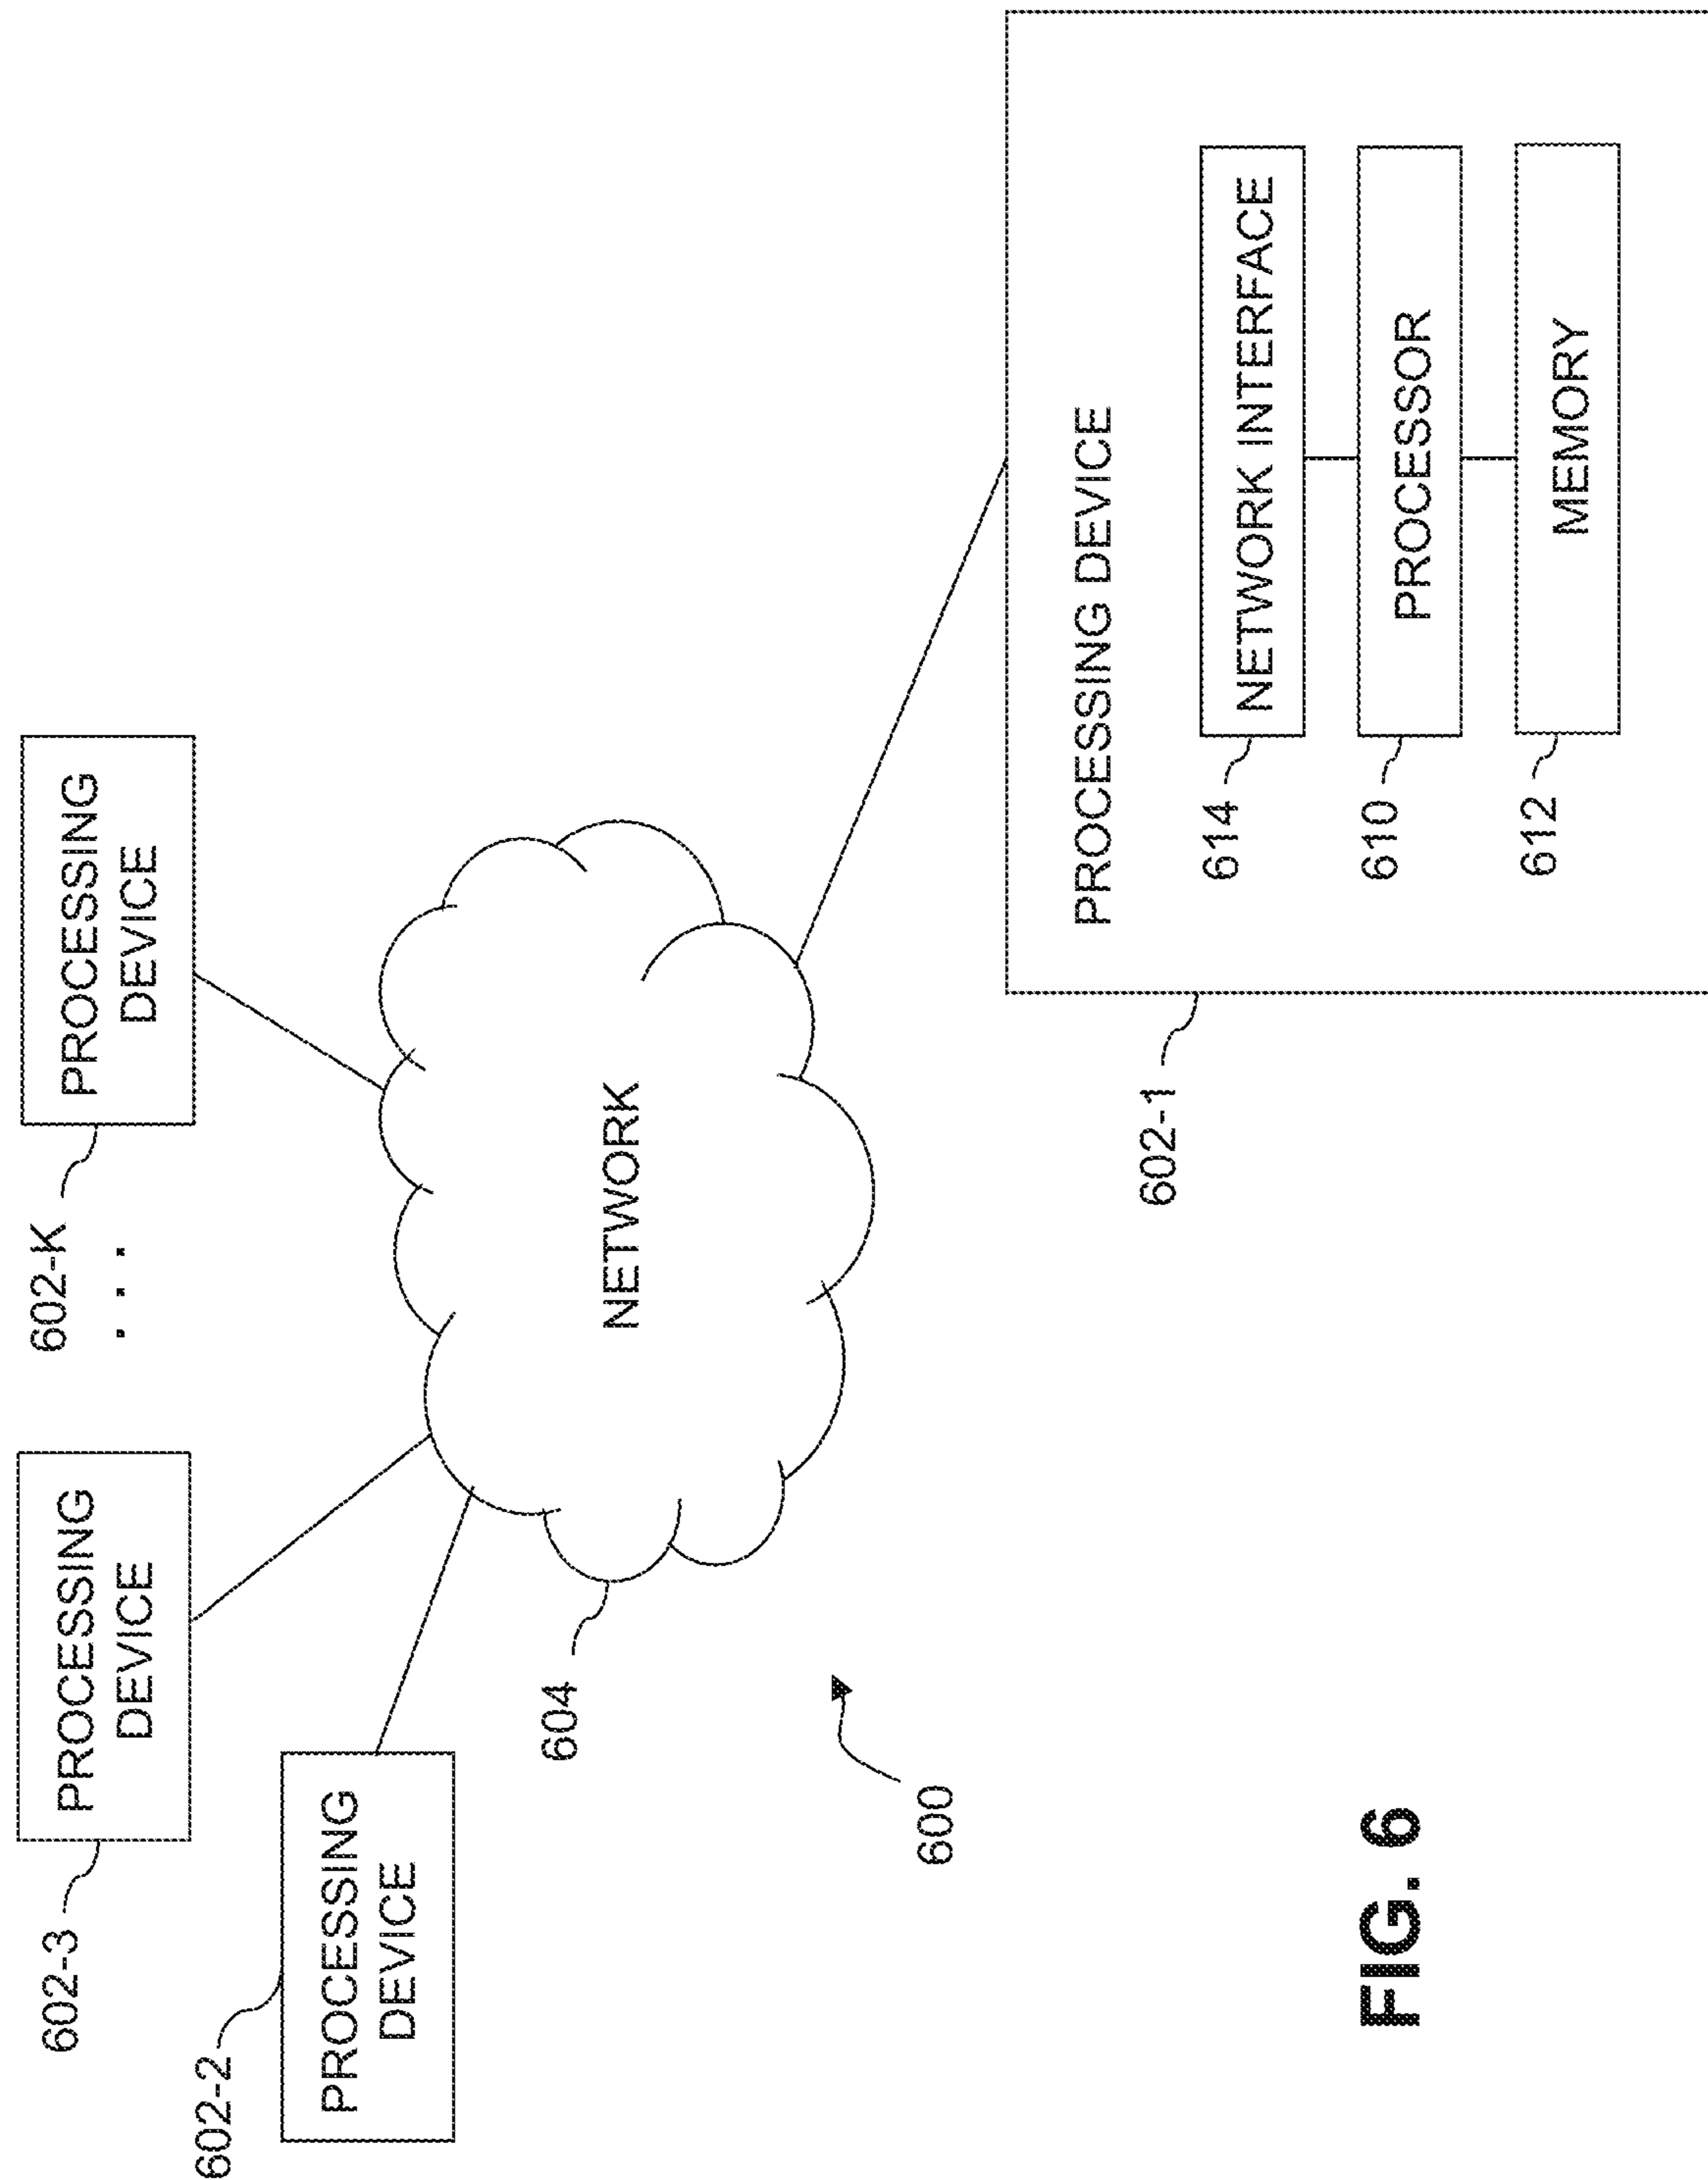 602-2
PROCESSING
DEVICE
602-3
PROCESSING
DEVICE
602-K
. . .
PROCESSING
DEVICE
604
NETWORK
600
602-1
PROCESSING DEVICE
614
NETWORK INTERFACE
610
PROCESSOR
612
MEMORY
FIG. 6